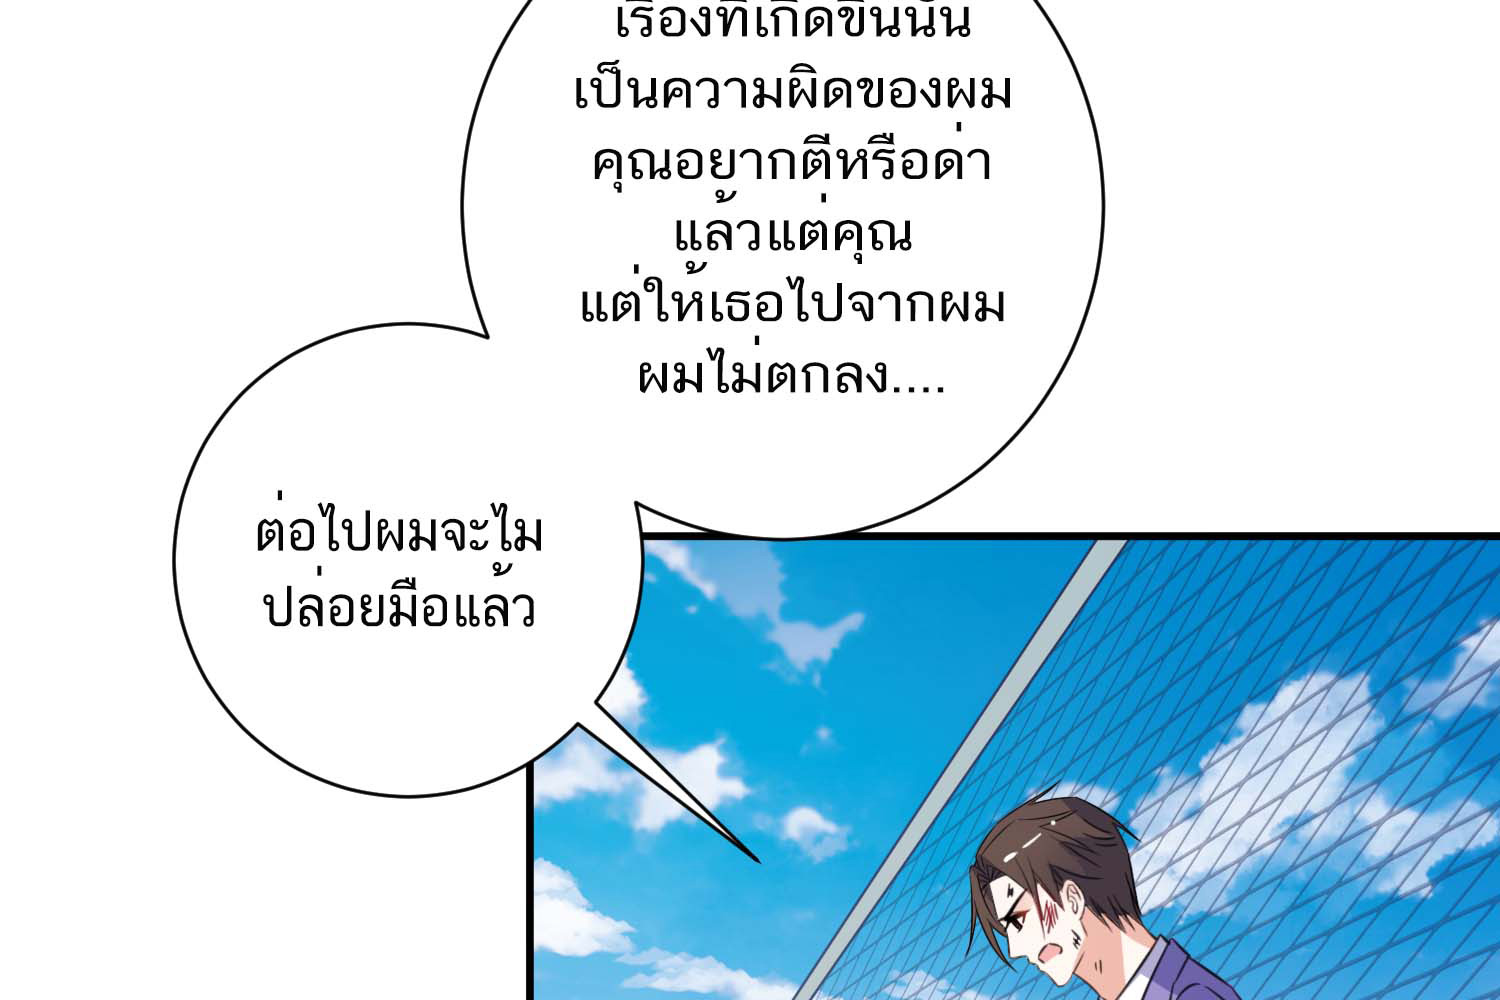 เรื่องที่เกิดขึ้นนั้น
เป็นความผิดของผม
คุณอยากตีหรือด่า
แล้วแต่คุณ
แต่ให้เธอไปจากผม
ผมไม่ตกลง....
ต่อไปผมจะไม
ปล่อยมือแล้ว